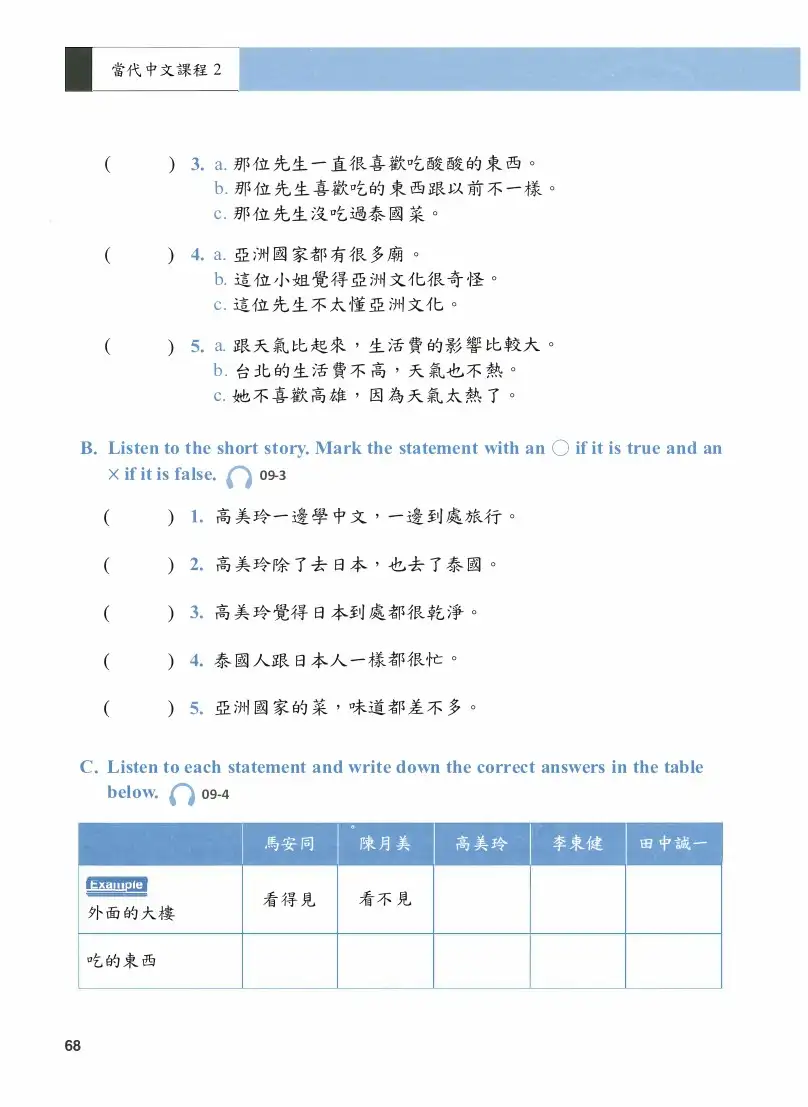 當代中文課程 2
( ) 3. a. 那位先生一直很喜歡吃酸酸的東西。
b. 那位先生喜歡吃的東西跟以前不一樣。
c. 那位先生沒吃過泰國菜。
( ) 4. a. 亞洲國家都有很多廟。
b. 這位小姐覺得亞洲文化很奇怪。
c. 這位先生不太懂亞洲文化。
( ) 5. a. 跟天氣比起來，生活費的影響比較大。
b. 台北的生活費不高，天氣也不熱。
c. 她不喜歡高雄，因為天氣太熱了。
B. Listen to the short story. Mark the statement with an ○ if it is true and an
× if it is false. 09-3
( ) 1. 高美玲一邊學中文，一邊到處旅行。
( ) 2. 高美玲除了去日本，也去了泰國。
( ) 3. 高美玲覺得日本到處都很乾淨。
( ) 4. 泰國人跟日本人一樣都很忙。
( ) 5. 亞洲國家的菜，味道都差不多。
C. Listen to each statement and write down the correct answers in the table
below. 09-4
馬安同 陳月美 高美玲 李東健 田中誠一
Example
外面的大樓 看得見 看不見
吃的東西
68